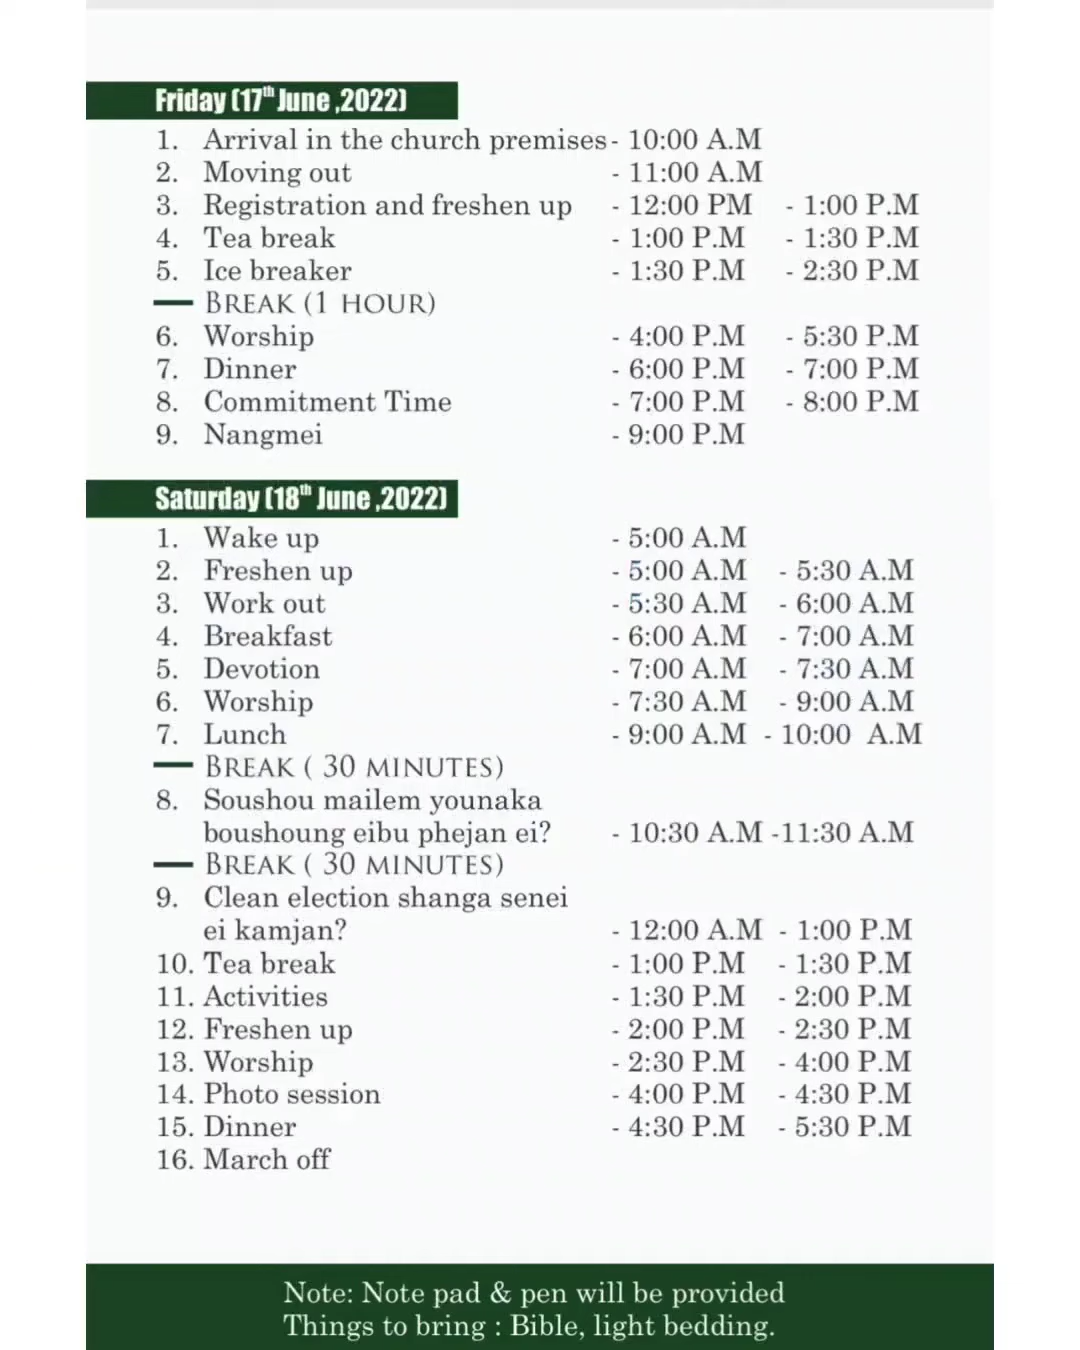 Friday (17th June ,2022)
1. Arrival in the church premises - 10:00 A.M
2. Moving out - 11:00 A.M
3. Registration and freshen up - 12:00 PM - 1:00 P.M
4. Tea break - 1:00 P.M - 1:30 P.M
5. Ice breaker - 1:30 P.M - 2:30 P.M
— BREAK (1 HOUR)
6. Worship - 4:00 P.M - 5:30 P.M
7. Dinner - 6:00 P.M - 7:00 P.M
8. Commitment Time - 7:00 P.M - 8:00 P.M
9. Nangmei - 9:00 P.M
Saturday (18th June ,2022)
1. Wake up - 5:00 A.M
2. Freshen up - 5:00 A.M - 5:30 A.M
3. Work out - 5:30 A.M - 6:00 A.M
4. Breakfast - 6:00 A.M - 7:00 A.M
5. Devotion - 7:00 A.M - 7:30 A.M
6. Worship - 7:30 A.M - 9:00 A.M
7. Lunch - 9:00 A.M - 10:00 A.M
— BREAK ( 30 MINUTES)
8. Soushou mailem younaka
boushoung eibu phejan ei? - 10:30 A.M -11:30 A.M
— BREAK ( 30 MINUTES)
9. Clean election shanga senei
ei kamjan? - 12:00 A.M - 1:00 P.M
10. Tea break - 1:00 P.M - 1:30 P.M
11. Activities - 1:30 P.M - 2:00 P.M
12. Freshen up - 2:00 P.M - 2:30 P.M
13. Worship - 2:30 P.M - 4:00 P.M
14. Photo session - 4:00 P.M - 4:30 P.M
15. Dinner - 4:30 P.M - 5:30 P.M
16. March off
Note: Note pad & pen will be provided
Things to bring : Bible, light bedding.